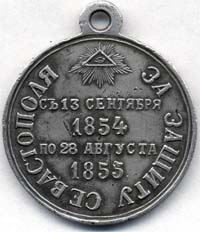 ЗА ЗАЩИТУ СЕВАСТОПОЛЯ
СЪ 13 СЕНТЯБРЯ
1854
ПО 28 АВГУСТА
1855